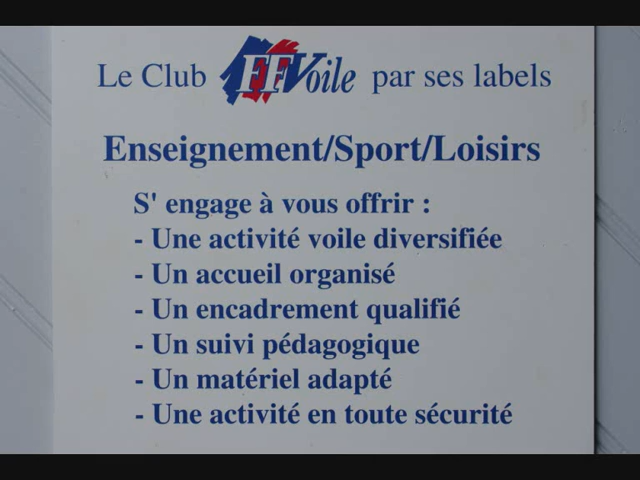 Le Club FFVoile par ses labels
Enseignement/Sport/Loisirs
S' engage à vous offrir :
- Une activité voile diversifiée
- Un accueil organisé
- Un encadrement qualifié
- Un suivi pédagogique
- Un matériel adapté
- Une activité en toute sécurité